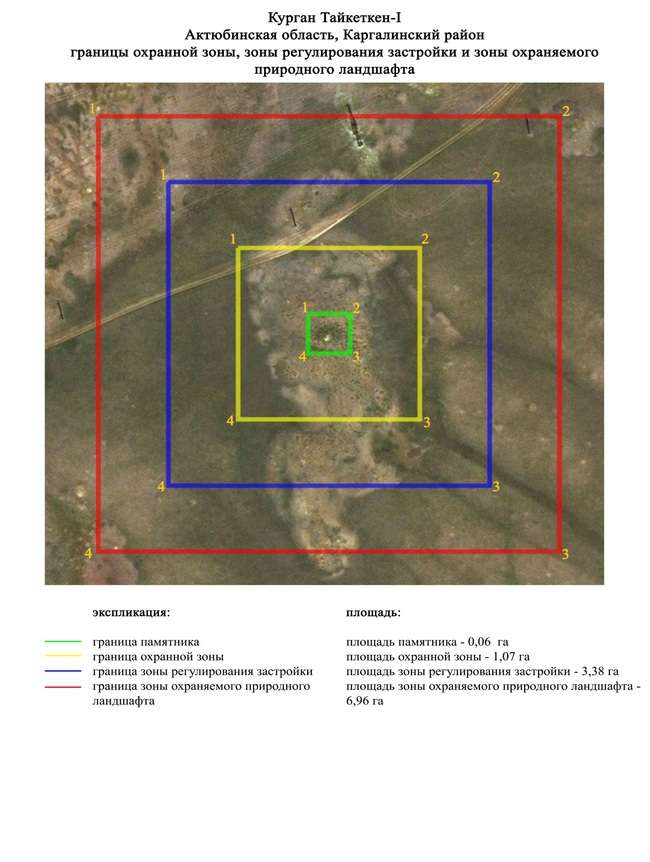 Курган Тайкеткен-I
Актюбинская область, Каргалинский район
границы охранной зоны, зоны регулирования застройки и зоны охраняемого
природного ландшафта
1 2
1 2
1 2
1 2
4 3
4 3
4 3
4 3
экспликация: площадь:
граница памятника площадь памятника - 0,06 га
граница охранной зоны площадь охранной зоны - 1,07 га
граница зоны регулирования застройки площадь зоны регулирования застройки - 3,38 га
граница зоны охраняемого природного площадь зоны охраняемого природного ландшафта -
ландшафта 6,96 га